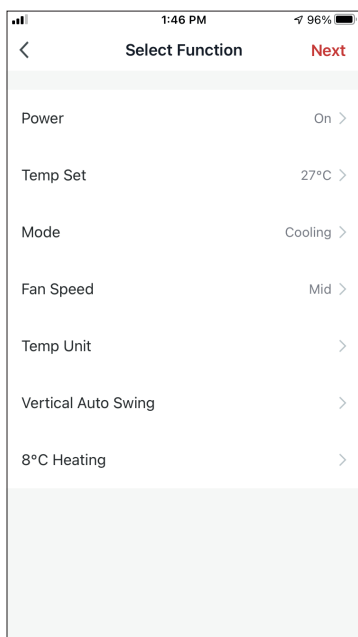 1:46 PM 96%
Select Function Next
Power On
Temp Set 27°C
Mode Cooling
Fan Speed Mid
Temp Unit
Vertical Auto Swing
8°C Heating